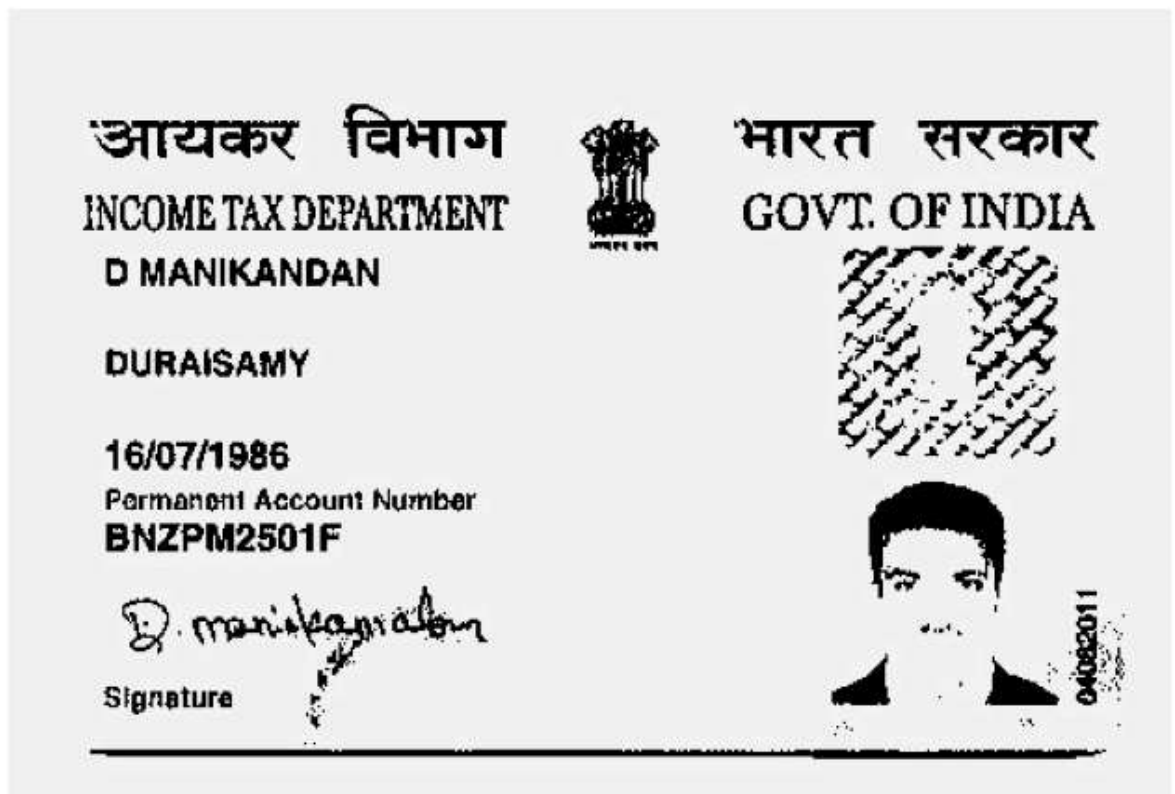 आयकर विभाग
INCOME TAX DEPARTMENT
भारत सरकार
GOVT. OF INDIA
D MANIKANDAN
DURAISAMY
16/07/1986
Permanent Account Number
BNZPM2501F
D. manikandan
Signature
04082011